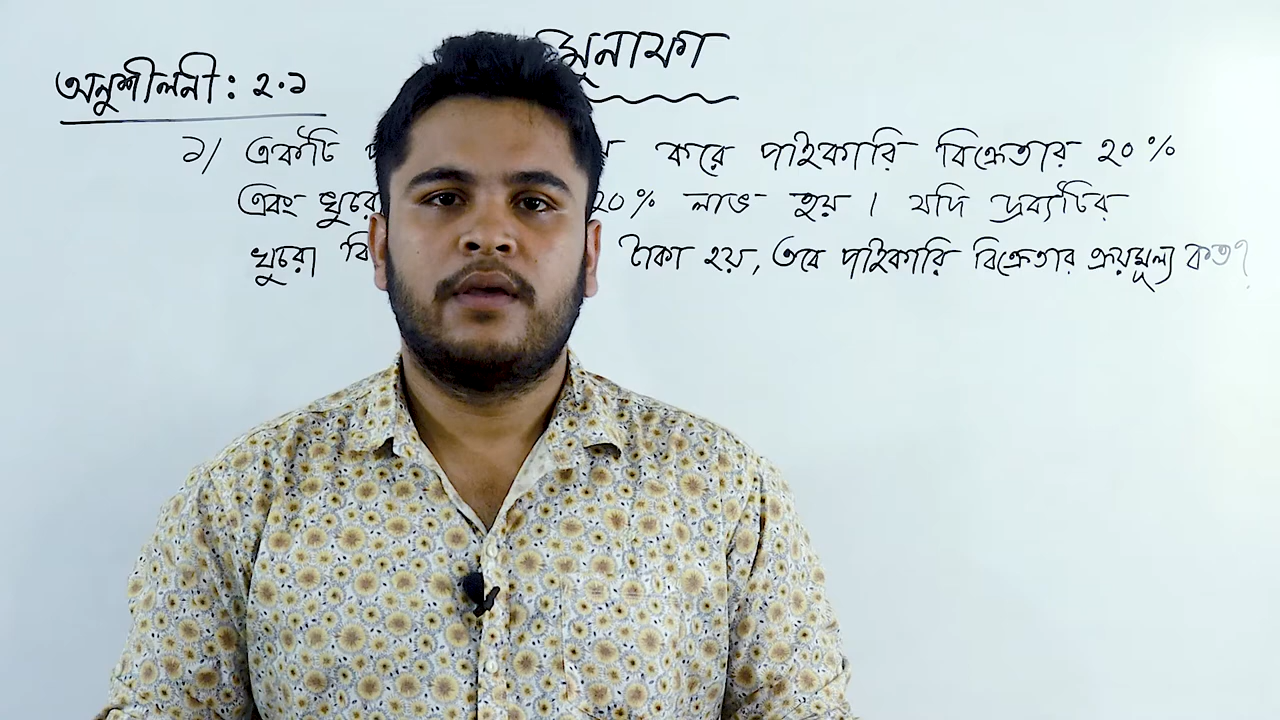 মুনাফা
অনুশীলনী : ২.১
১/ একটি করে পাইকারি বিক্রেতার ২০%
এবং খুচরা ২০% লাভ হয় । যদি দ্রব্যটির
খুচরা বি টাকা হয়, তবে পাইকারি বিক্রেতার ক্রয়মূল্য কত?